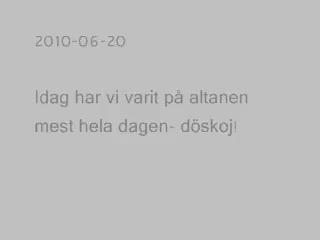 2010-06-20
Idag har vi varit på altanen
mest hela dagen- döskoj!